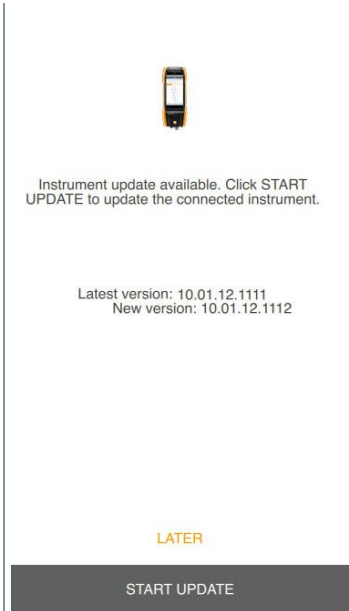 Instrument update available. Click START
UPDATE to update the connected instrument.
Latest version: 10.01.12.1111
New version: 10.01.12.1112
LATER
START UPDATE